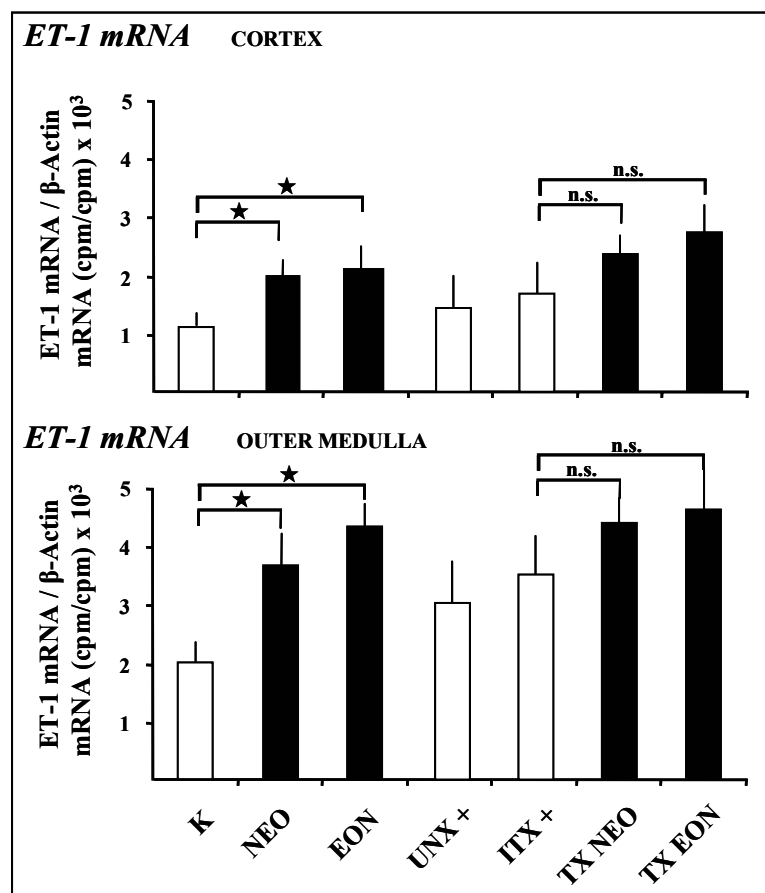 ET-1 mRNA CORTEX
ET-1 mRNA / β-Actin
mRNA (cpm/cpm) x 10³
5
4
3
2
1
★
★
n.s.
n.s.
ET-1 mRNA OUTER MEDULLA
ET-1 mRNA / β-Actin
mRNA (cpm/cpm) x 10³
5
4
3
2
1
★
★
n.s.
n.s.
K
NEO
EON
UNX +
ITX +
TX NEO
TX EON